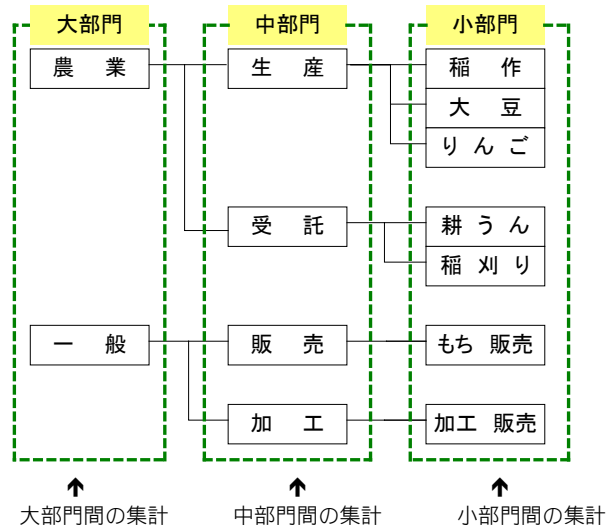 大部門 中部門 小部門
農 業 生 産 稲 作
大 豆
りんご
受 託 耕うん
稲刈り
一 般 販 売 もち 販売
加 工 加工 販売
大部門間の集計 中部門間の集計 小部門間の集計